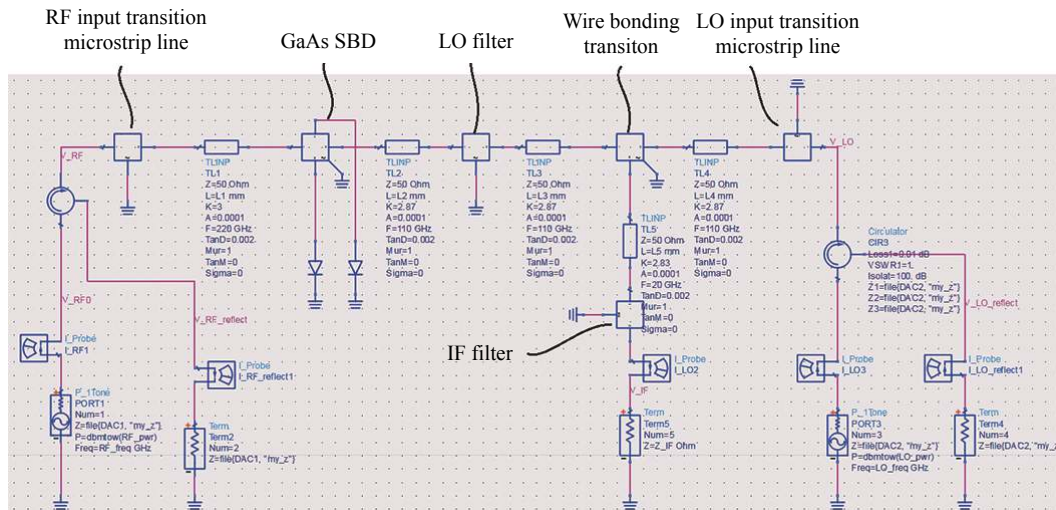 RF input transition
microstrip line
GaAs SBD
LO filter
Wire bonding
transiton
LO input transition
microstrip line
V_RF
V_LO
TLINP
TL1
Z=50 Ohm
L=L1 mm
K=3
A=0.0001
F=220 GHz
TanD=0.002
Mur=1
TanM=0
Sigma=0
TLINP
TL2
Z=50 Ohm
L=L2 mm
K=2.87
A=0.0001
F=110 GHz
TanD=0.002
Mur=1
TanM=0
Sigma=0
TLINP
TL3
Z=50 Ohm
L=L3 mm
K=2.87
A=0.0001
F=110 GHz
TanD=0.002
Mur=1
TanM=0
Sigma=0
TLINP
TL4
Z=50 Ohm
L=L4 mm
K=2.87
A=0.0001
F=110 GHz
TanD=0.002
Mur=1
TanM=0
Sigma=0
TLINP
TL5
Z=50 Ohm
L=L5 mm
K=2.83
A=0.0001
F=20 GHz
TanD=0.002
Mur=1
TanM=0
Sigma=0
Circulator
CIR3
Loss1=0.01 dB
VSWR1=1.
Isolat=100. dB
Z1=file{DAC2, "my_z"}
Z2=file{DAC2, "my_z"}
Z3=file{DAC2, "my_z"}
V_RF0
V_RF_reflect
V_LO_reflect
IF filter
I_Probe
I_RF1
I_Probe
I_RF_reflect1
I_Probe
I_LO2
I_Probe
I_LO3
I_Probe
I_LO_reflect1
V_IF
P_1Tone
PORT1
Num=1
Z=file{DAC1, "my_z"}
P=dbmtow(RF_pwr)
Freq=RF_freq GHz
Term
Term2
Num=2
Z=file{DAC1, "my_z"}
Term
Term5
Num=5
Z=Z_IF Ohm
P_1Tone
PORT3
Num=3
Z=file{DAC2, "my_z"}
P=dbmtow(LO_pwr)
Freq=LO_freq GHz
Term
Term4
Num=4
Z=file{DAC2, "my_z"}